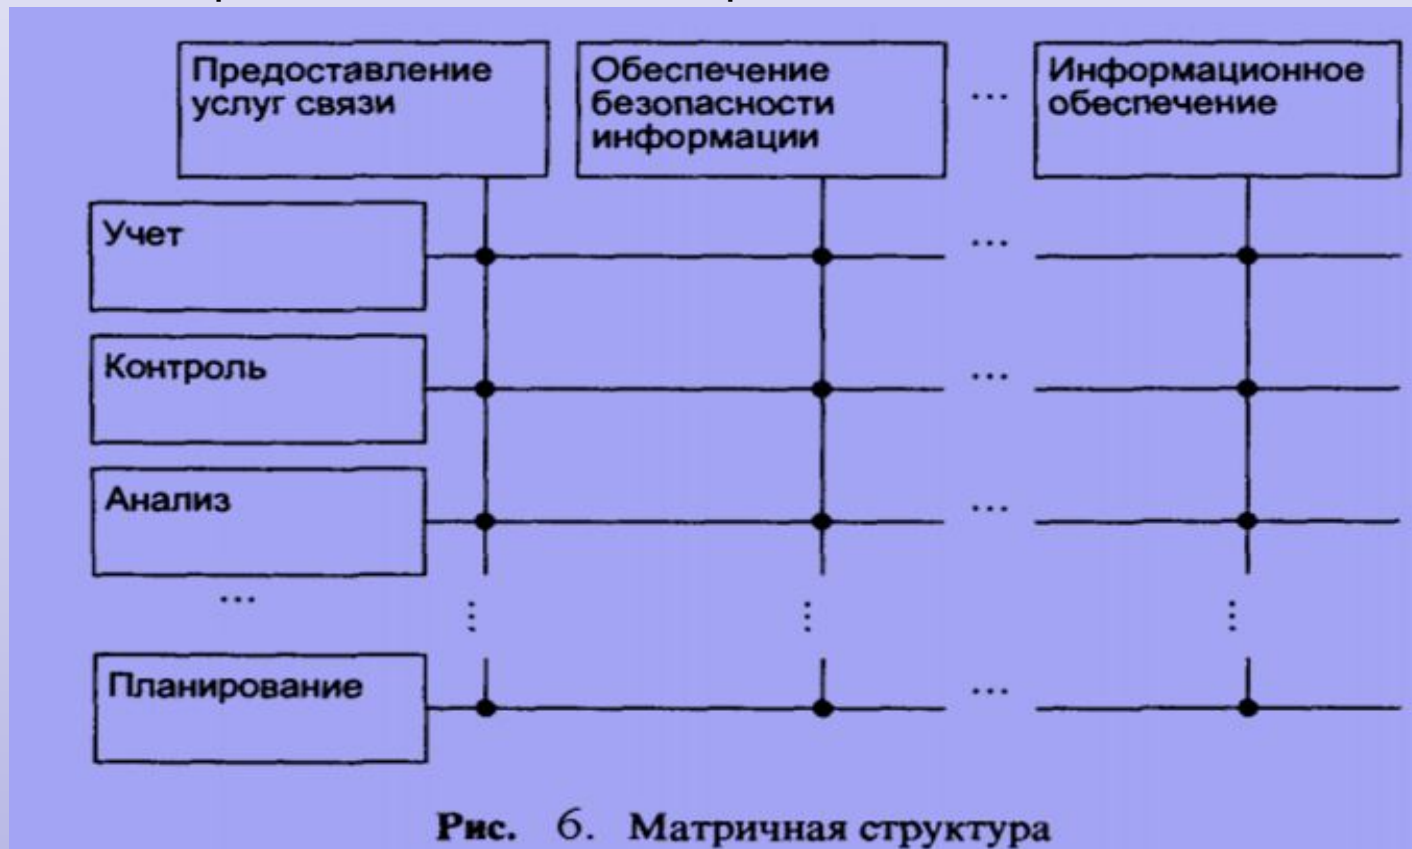 Предоставление
услуг связи
Обеспечение
безопасности
информации
...
Информационное
обеспечение
Учет
...
Контроль
...
Анализ
...
...
Планирование
...
Рис. 6. Матричная структура